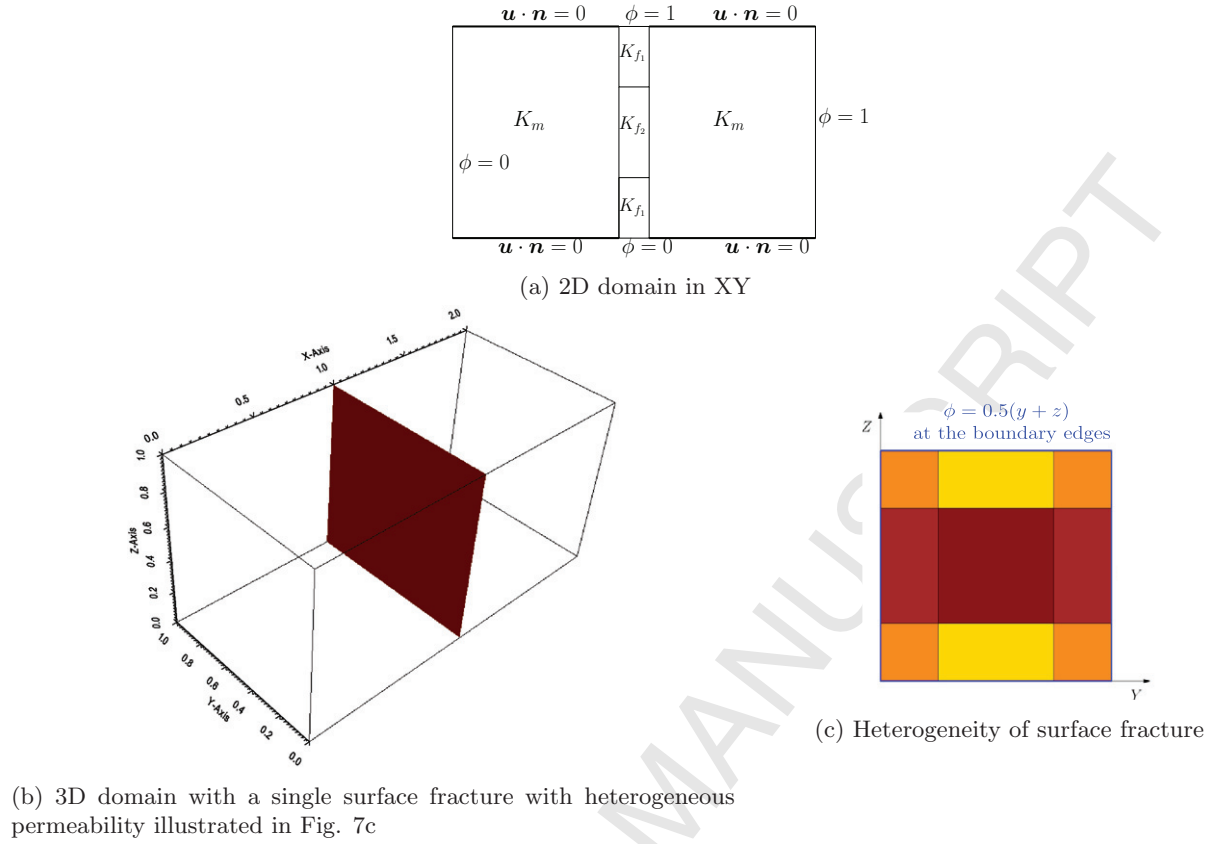 u · n = 0 ϕ = 1 u · n = 0
K_{f_1}
K_m K_{f_2} K_m ϕ = 1
ϕ = 0
K_{f_1}
u · n = 0 ϕ = 0 u · n = 0
(a) 2D domain in XY
X-Axis
0.0 0.5 1.0 1.5 2.0
Z-Axis
1.0 0.8 0.6 0.4 0.2 0.0
Y-Axis
1.0 0.8 0.6 0.4 0.2 0.0
(b) 3D domain with a single surface fracture with heterogeneous
permeability illustrated in Fig. 7c
ϕ = 0.5(y + z)
at the boundary edges
Z
Y
(c) Heterogeneity of surface fracture
MANUSCRIPT